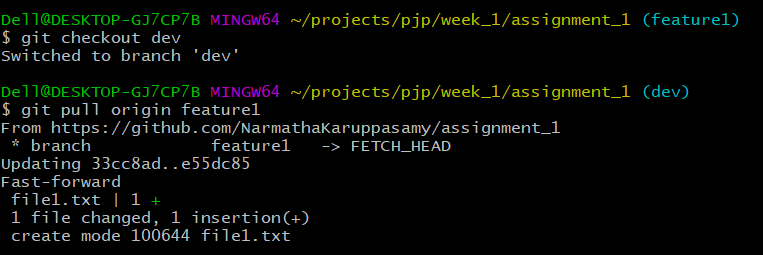 Dell@DESKTOP-GJ7CP7B MINGW64 ~/projects/pjp/week_1/assignment_1 (feature1)
$ git checkout dev
Switched to branch 'dev'
Dell@DESKTOP-GJ7CP7B MINGW64 ~/projects/pjp/week_1/assignment_1 (dev)
$ git pull origin feature1
From https://github.com/NarmathaKaruppasamy/assignment_1
 * branch            feature1   -> FETCH_HEAD
Updating 33cc8ad..e55dc85
Fast-forward
 file1.txt | 1 +
 1 file changed, 1 insertion(+)
 create mode 100644 file1.txt